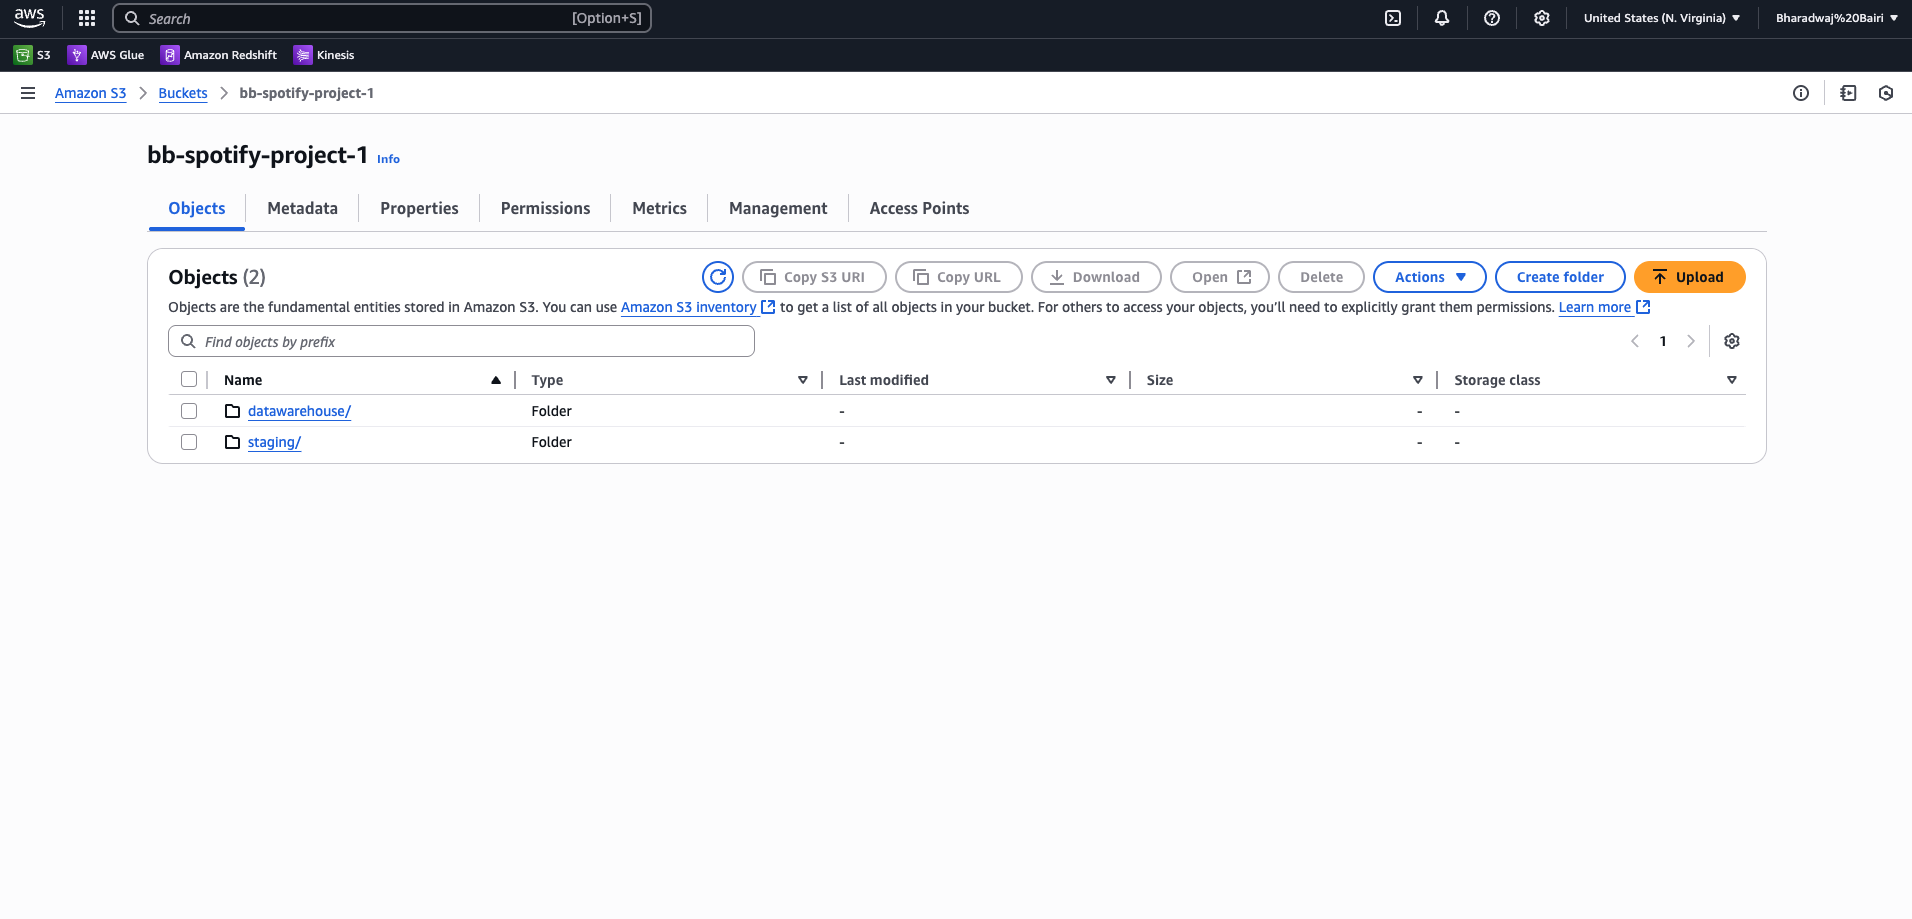 aws Search [Option+S] United States (N. Virginia) Bharadwaj%20Bairi
S3 AWS Glue Amazon Redshift Kinesis
Amazon S3 Buckets bb-spotify-project-1
bb-spotify-project-1 Info
Objects Metadata Properties Permissions Metrics Management Access Points
Objects (2) Copy S3 URI Copy URL Download Open Delete Actions Create folder Upload
Objects are the fundamental entities stored in Amazon S3. You can use Amazon S3 inventory to get a list of all objects in your bucket. For others to access your objects, you'll need to explicitly grant them permissions. Learn more
Find objects by prefix 1
Name Type Last modified Size Storage class
datawarehouse/ Folder - - -
staging/ Folder - - -